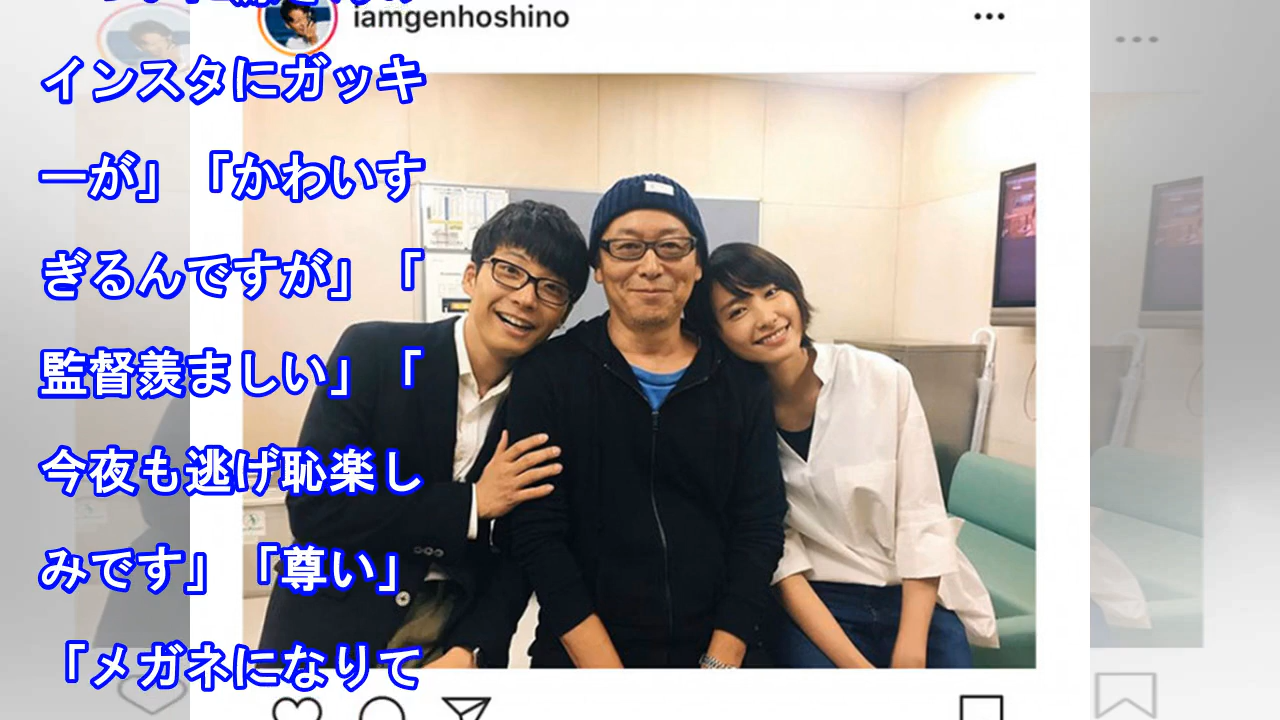 iamgenhoshino
インスタにガッキ
ーが」「かわいす
ぎるんですが」「
監督羨ましい」「
今夜も逃げ恥楽し
みです」「尊い」
「メガネになりて